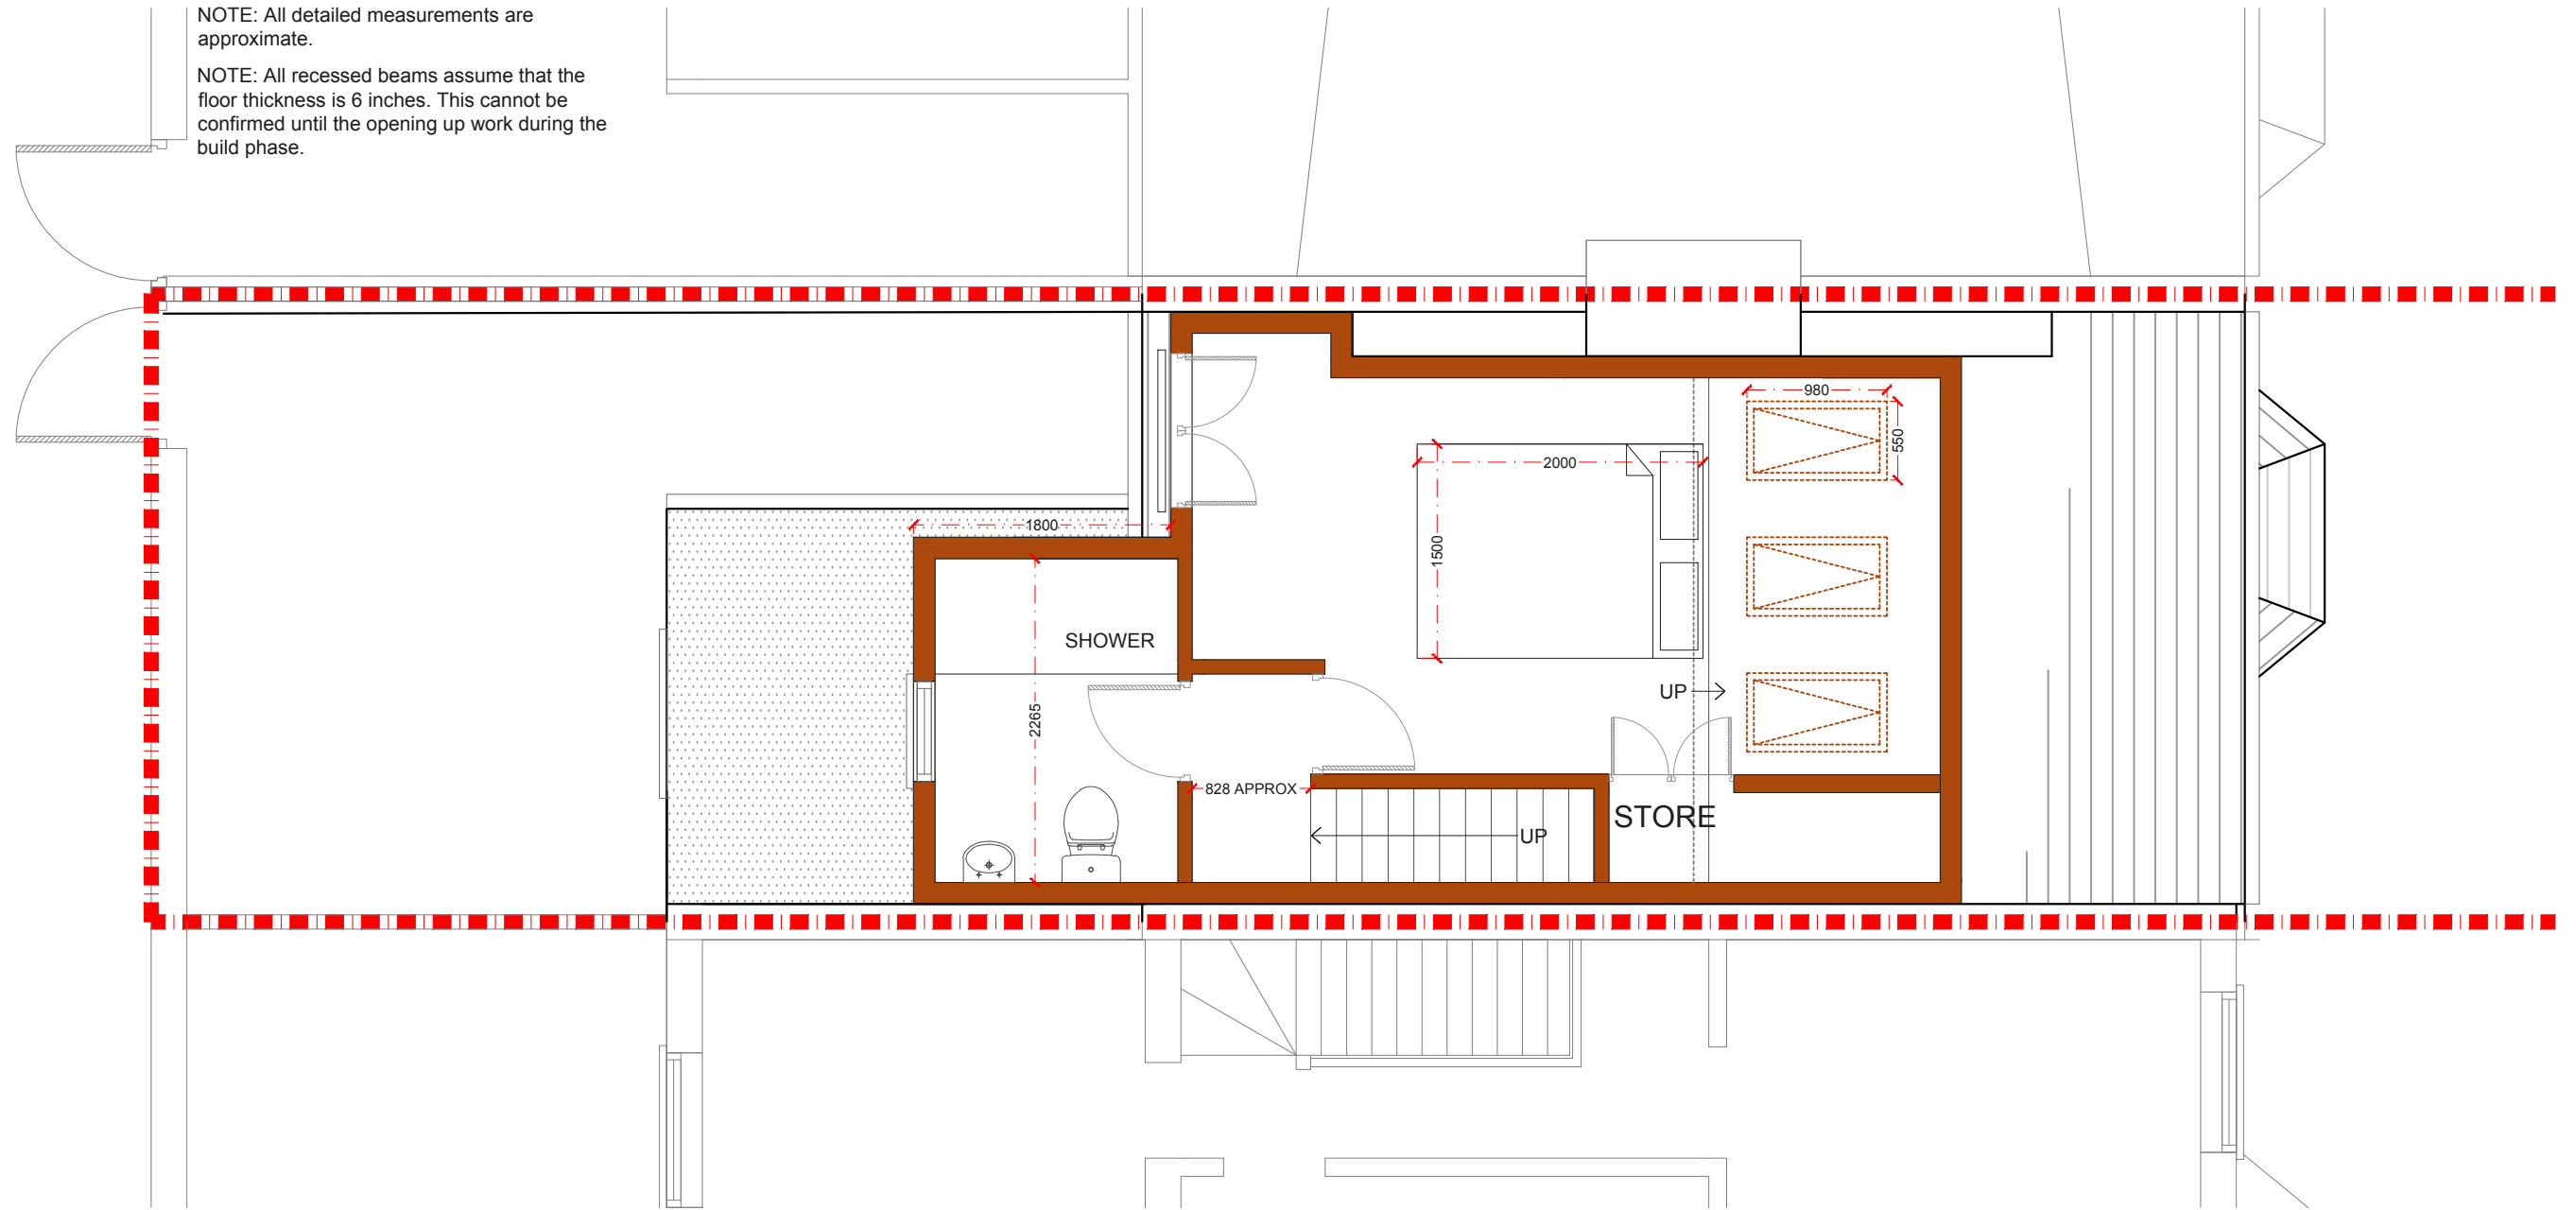 NOTE: All detailed measurements are
approximate.
NOTE: All recessed beams assume that the
floor thickness is 6 inches. This cannot be
confirmed until the opening up work during the
build phase.
980
550
2000
1500
1800
SHOWER
2265
UP
828 APPROX
STORE
UP